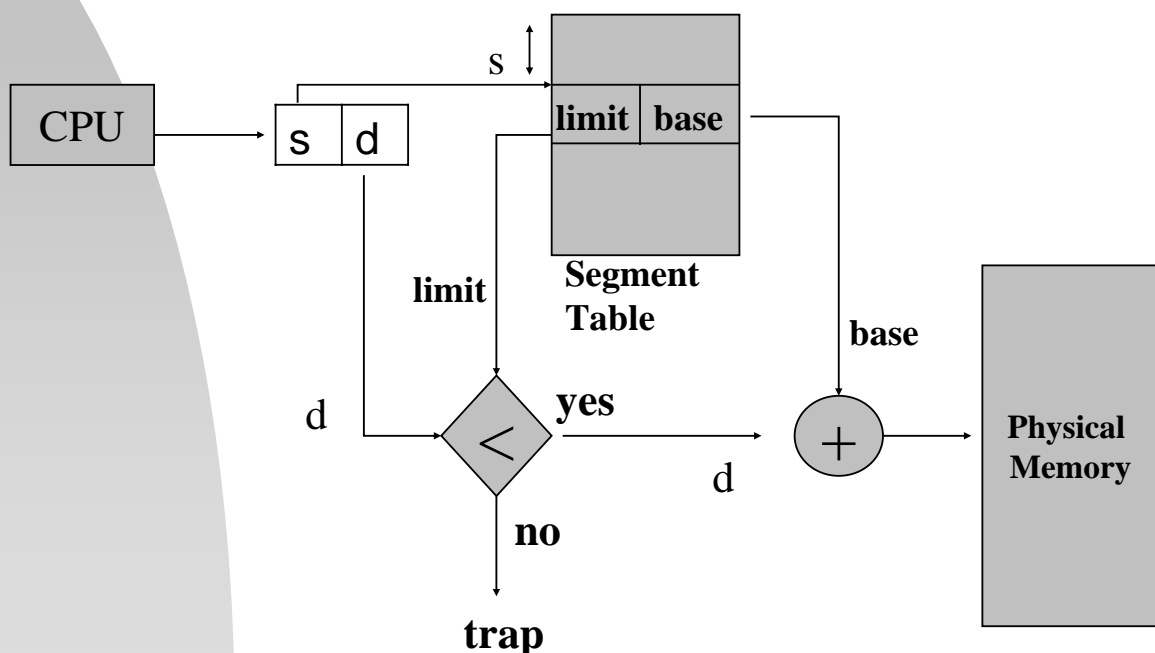 s
CPU
s d
limit base
Segment
Table
limit
base
d
<
yes
d
+
Physical
Memory
no
trap